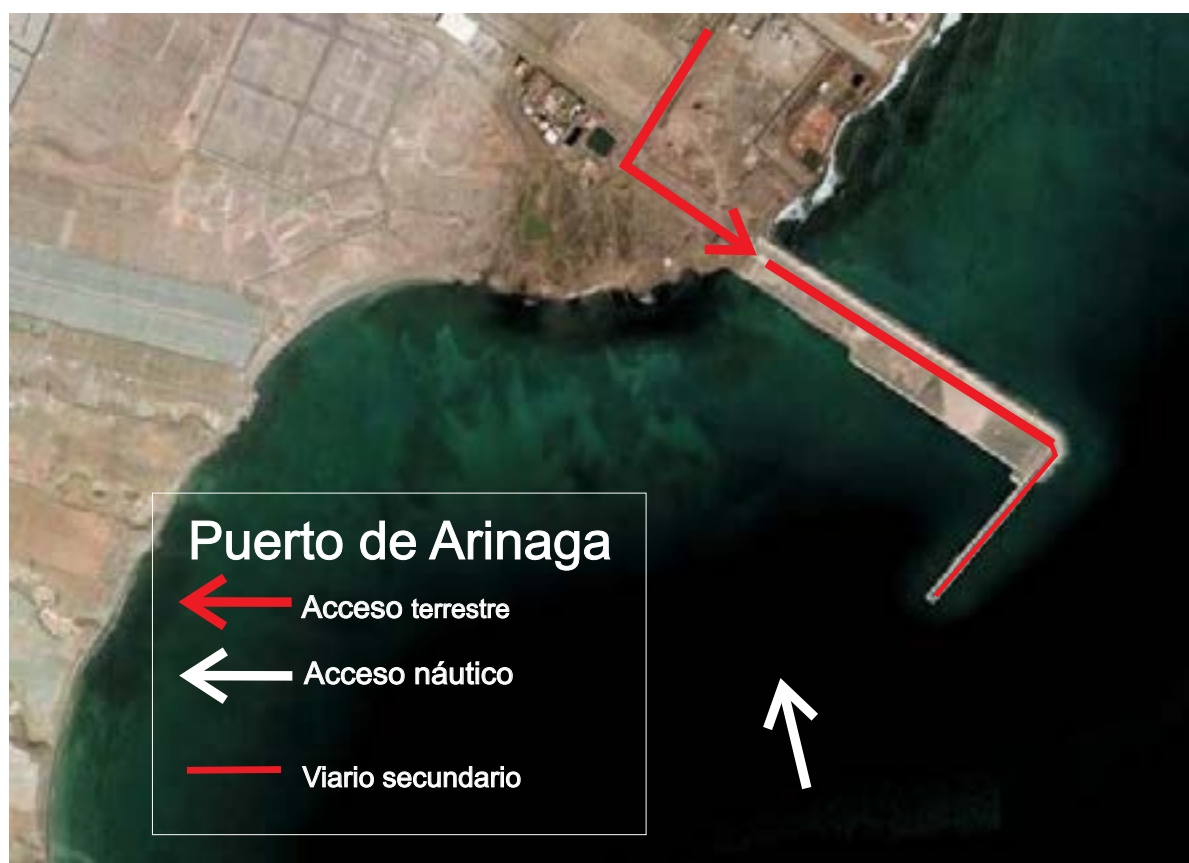 Puerto de Arinaga
Acceso terrestre
Acceso náutico
Viario secundario